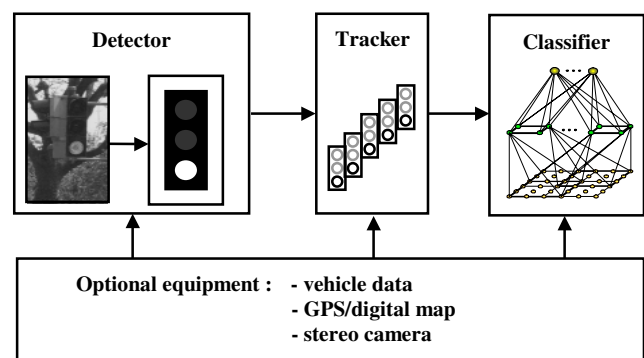 Detector
Tracker
Classifier
Optional equipment : - vehicle data
- GPS/digital map
- stereo camera